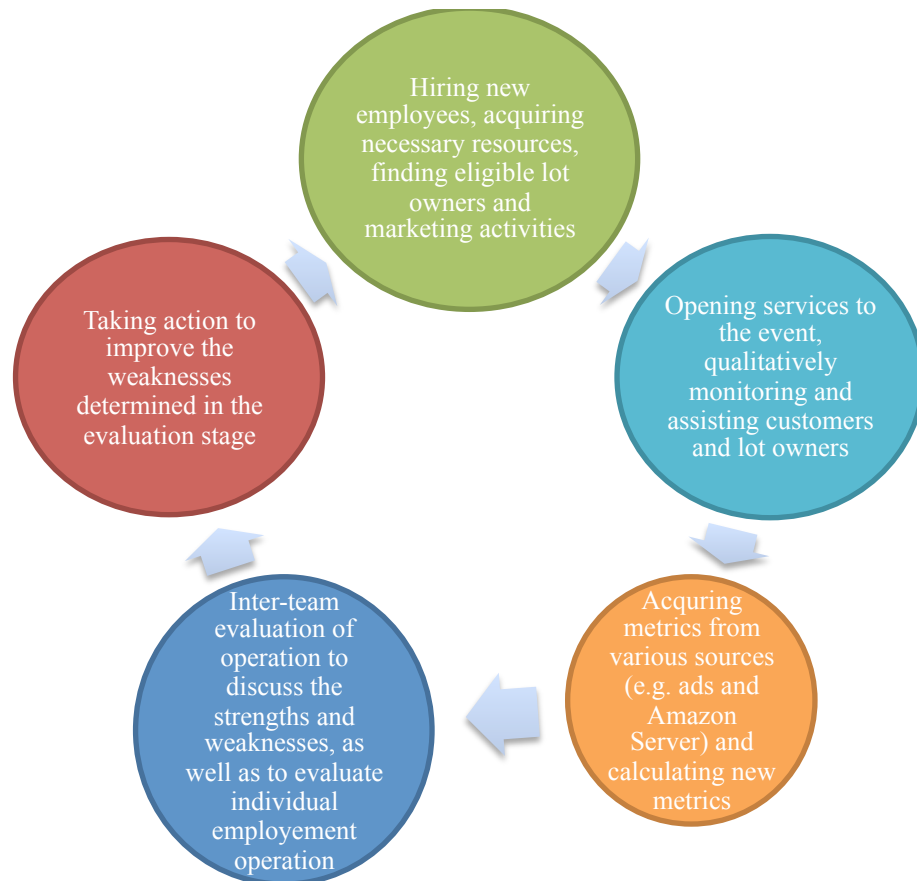 Hiring new
employees, acquiring
necessary resources,
finding eligible lot
owners and
marketing activities
Opening services to
the event,
qualitatively
monitoring and
assisting customers
and lot owners
Acquring
metrics from
various sources
(e.g. ads and
Amazon
Server) and
calculating new
metrics
Inter-team
evaluation of
operation to
discuss the
strengths and
weaknesses, as
well as to evaluate
individual
employement
operation
Taking action to
improve the
weaknesses
determined in the
evaluation stage